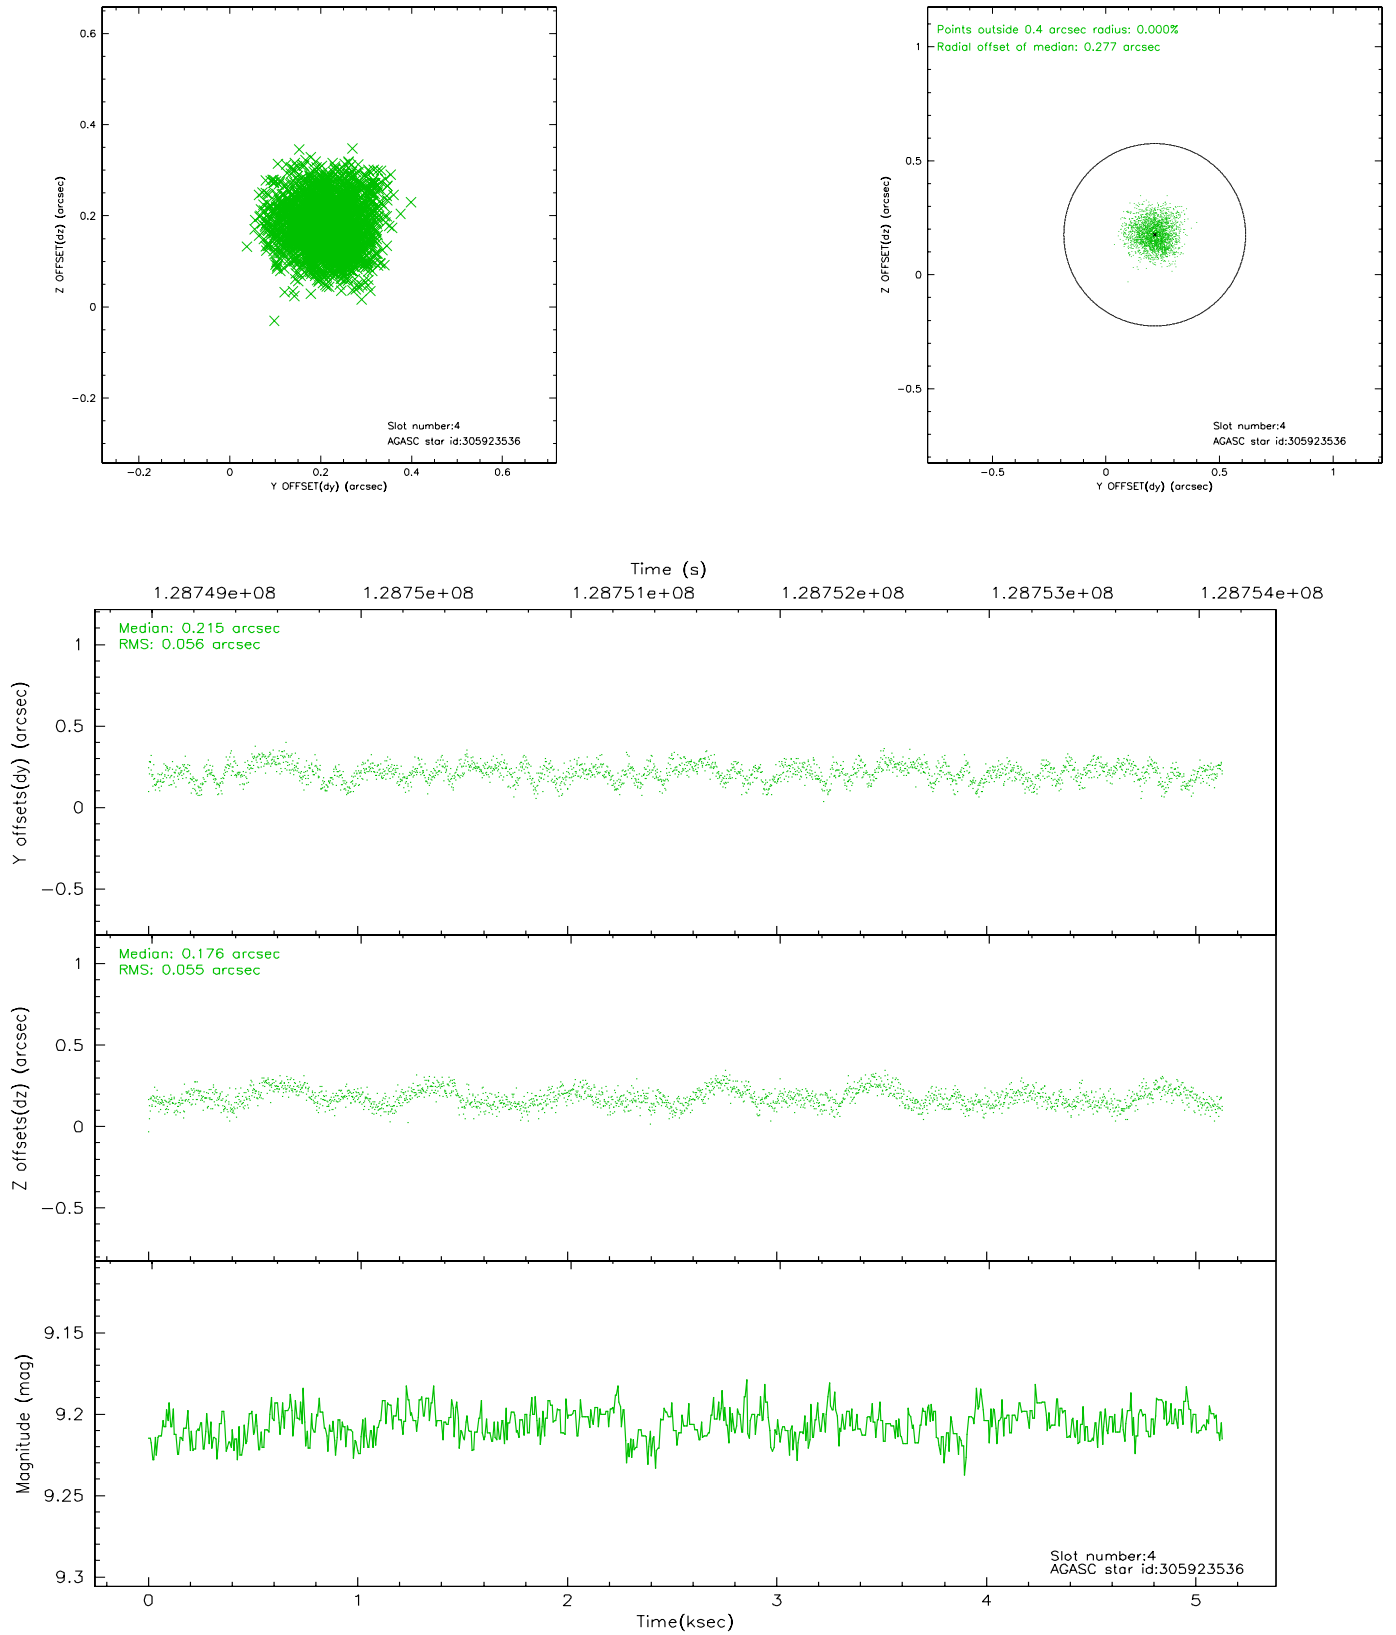 0.6
0.4
0.2
0
−0.2
Z OFFSET(dz) (arcsec)
Slot number:4
AGASC star id:305923536
−0.2 0 0.2 0.4 0.6
Y OFFSET(dy) (arcsec)
Points outside 0.4 arcsec radius: 0.000%
Radial offset of median: 0.277 arcsec
1
0.5
0
−0.5
Z OFFSET(dz) (arcsec)
Slot number:4
AGASC star id:305923536
−0.5 0 0.5 1
Y OFFSET(dy) (arcsec)
Time (s)
1.28749e+08 1.2875e+08 1.28751e+08 1.28752e+08 1.28753e+08 1.28754e+08
Median: 0.215 arcsec
RMS: 0.056 arcsec
1
0.5
0
−0.5
Y offsets(dy) (arcsec)
Median: 0.176 arcsec
RMS: 0.055 arcsec
1
0.5
0
−0.5
Z offsets(dz) (arcsec)
9.15
9.2
9.25
9.3
Magnitude (mag)
Slot number:4
AGASC star id:305923536
0 1 2 3 4 5
Time(ksec)